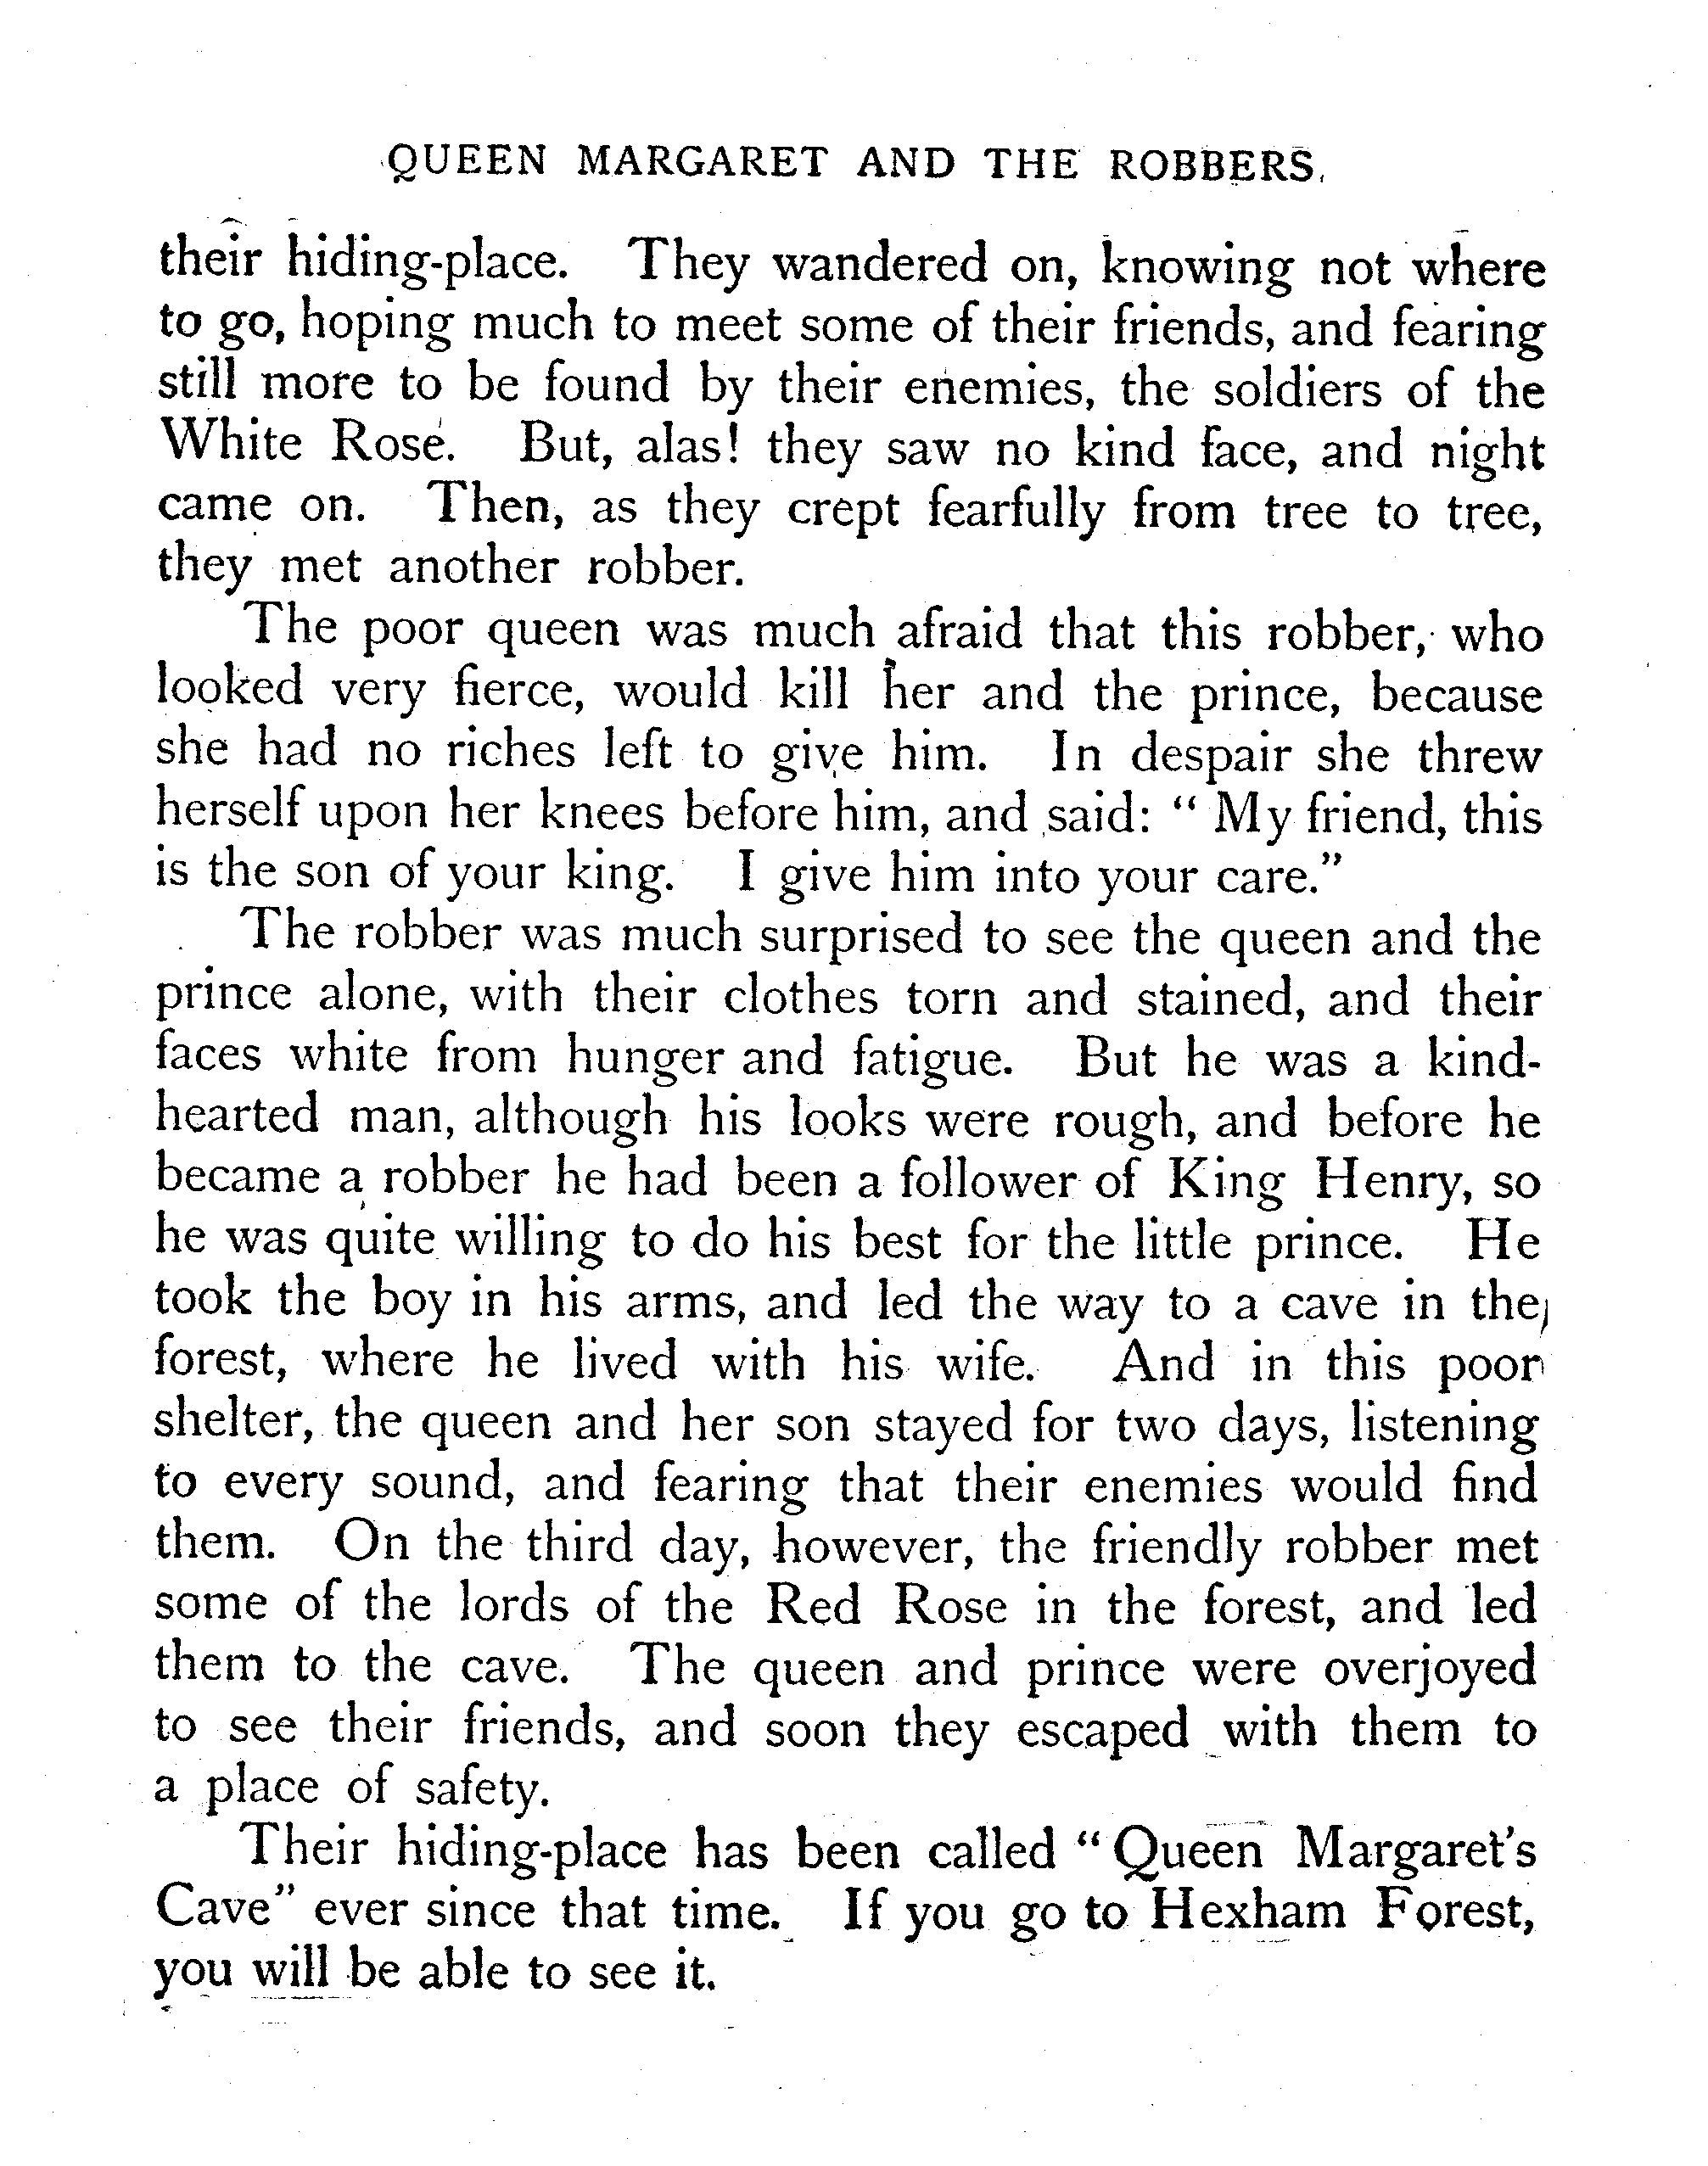 QUEEN MARGARET AND THE ROBBERS.
their hiding-place. They wandered on, knowing not where
to go, hoping much to meet some of their friends, and fearing
still more to be found by their enemies, the soldiers of the
White Rose. But, alas! they saw no kind face, and night
came on. Then, as they crept fearfully from tree to tree,
they met another robber.
The poor queen was much afraid that this robber, who
looked very fierce, would kill her and the prince, because
she had no riches left to give him. In despair she threw
herself upon her knees before him, and said: “ My friend, this
is the son of your king. I give him into your care.”
The robber was much surprised to see the queen and the
prince alone, with their clothes torn and stained, and their
faces white from hunger and fatigue. But he was a kind-
hearted man, although his looks were rough, and before he
became a robber he had been a follower of King Henry, so
he was quite willing to do his best for the little prince. He
took the boy in his arms, and led the way to a cave in the
forest, where he lived with his wife. And in this poor
shelter, the queen and her son stayed for two days, listening
to every sound, and fearing that their enemies would find
them. On the third day, however, the friendly robber met
some of the lords of the Red Rose in the forest, and led
them to the cave. The queen and prince were overjoyed
to see their friends, and soon they escaped with them to
a place of safety.
Their hiding-place has been called “ Queen Margaret’s
Cave” ever since that time. If you go to Hexham Forest,
you will be able to see it.